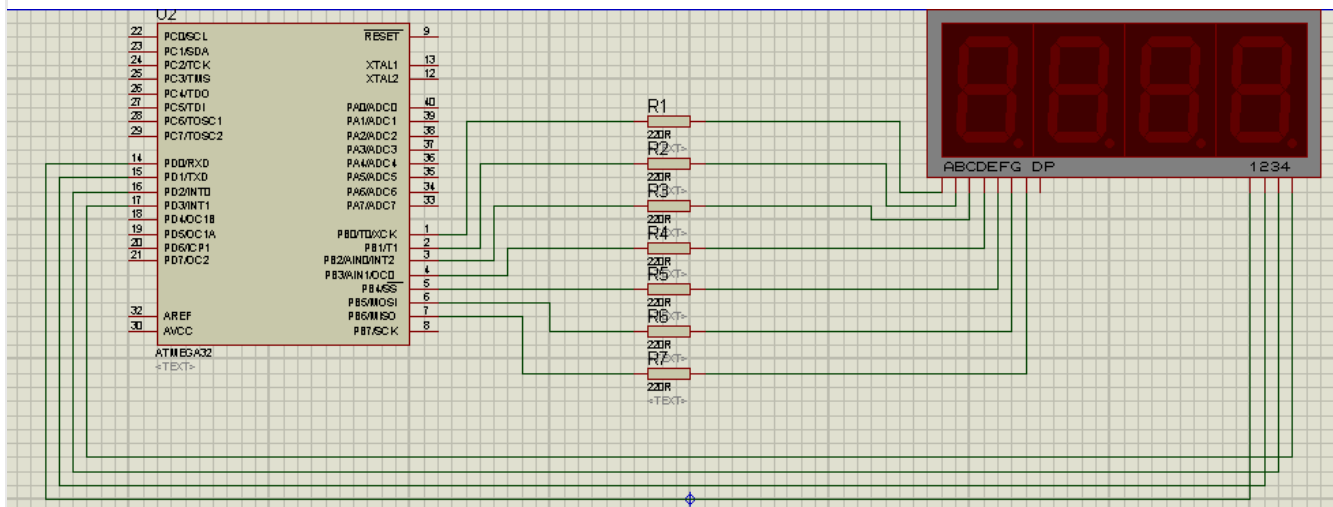 U2
22 PC0/SCL
23 PC1/SDA
24 PC2/TCK
25 PC3/TMS
26 PC4/TDO
27 PC5/TDI
28 PC6/TOSC1
29 PC7/TOSC2
14 PD0/RXD
15 PD1/TXD
16 PD2/INT0
17 PD3/INT1
18 PD4/OC1B
19 PD5/OC1A
20 PD6/ICP1
21 PD7/OC2
32 AREF
30 AVCC
RESET 9
XTAL1 13
XTAL2 12
PA0/ADC0 40
PA1/ADC1 39
PA2/ADC2 38
PA3/ADC3 37
PA4/ADC4 36
PA5/ADC5 35
PA6/ADC6 34
PA7/ADC7 33
PB0/T0/XCK 1
PB1/T1 2
PB2/AIN0/INT2 3
PB3/AIN1/OC0 4
PB4/SS 5
PB5/MOSI 6
PB6/MISO 7
PB7/SCK 8
ATMEGA32
<TEXT>
R1
220R
<TEXT>
R2
220R
<TEXT>
R3
220R
<TEXT>
R4
220R
<TEXT>
R5
220R
<TEXT>
R6
220R
<TEXT>
R7
220R
<TEXT>
ABCDEFG DP
1234